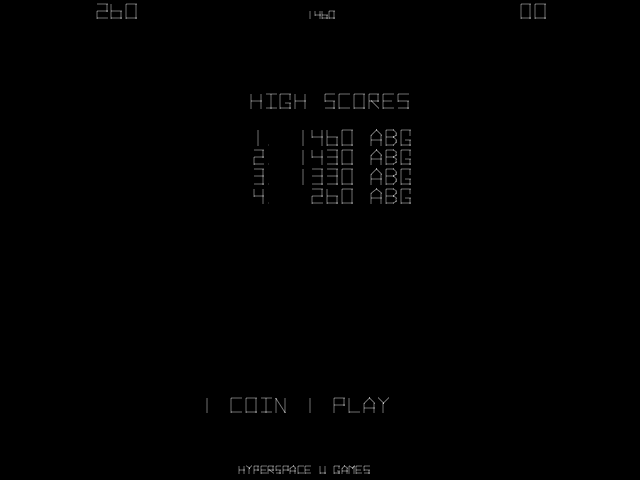 260 1460 00
HIGH SCORES
1. 1460 ABG
2. 1430 ABG
3. 1330 ABG
4. 260 ABG
1 COIN 1 PLAY
HYPERSPACE U GAMES